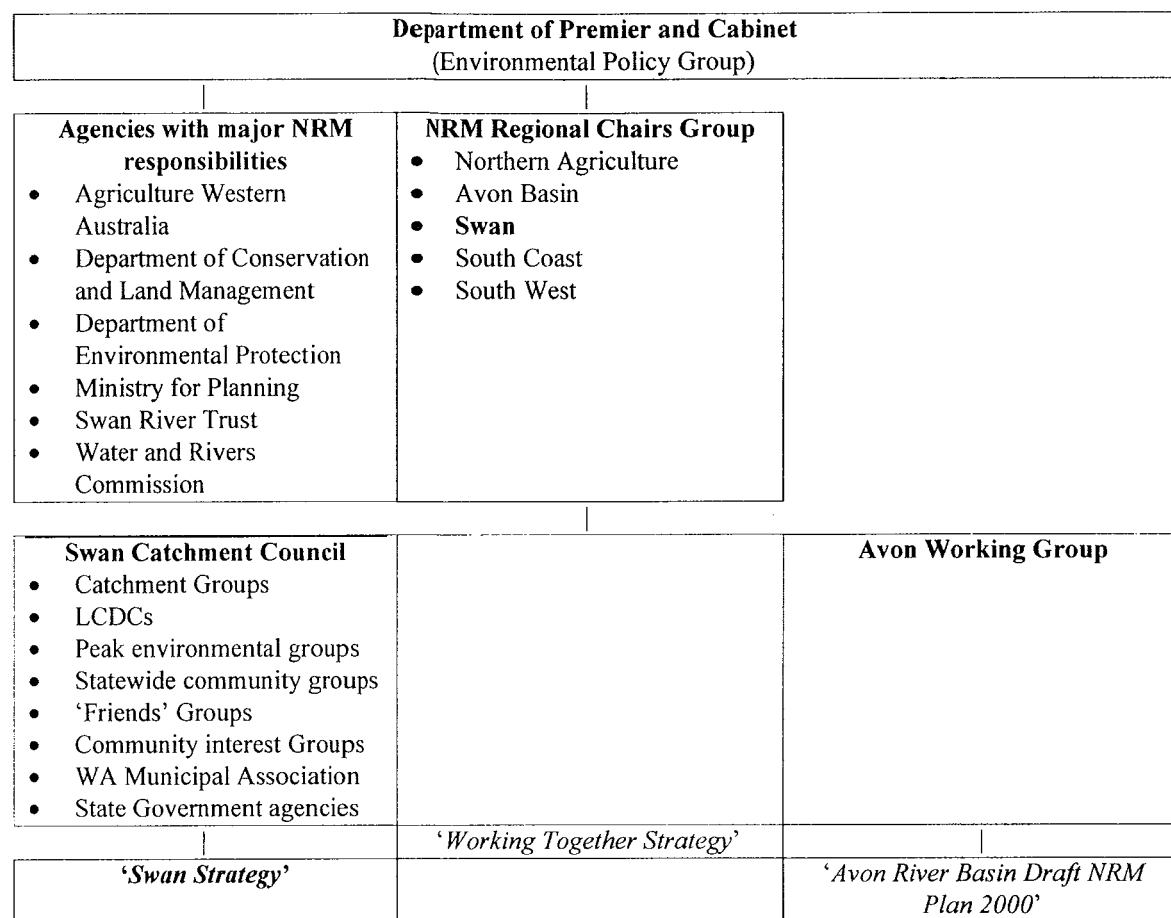 Department of Premier and Cabinet
(Environmental Policy Group)
Agencies with major NRM
responsibilities
• Agriculture Western
Australia
• Department of Conservation
and Land Management
• Department of
Environmental Protection
• Ministry for Planning
• Swan River Trust
• Water and Rivers
Commission
NRM Regional Chairs Group
• Northern Agriculture
• Avon Basin
• Swan
• South Coast
• South West
Swan Catchment Council
• Catchment Groups
• LCDCs
• Peak environmental groups
• Statewide community groups
• ‘Friends’ Groups
• Community interest Groups
• WA Municipal Association
• State Government agencies
Avon Working Group
‘Working Together Strategy’
‘Swan Strategy’
‘Avon River Basin Draft NRM
Plan 2000’